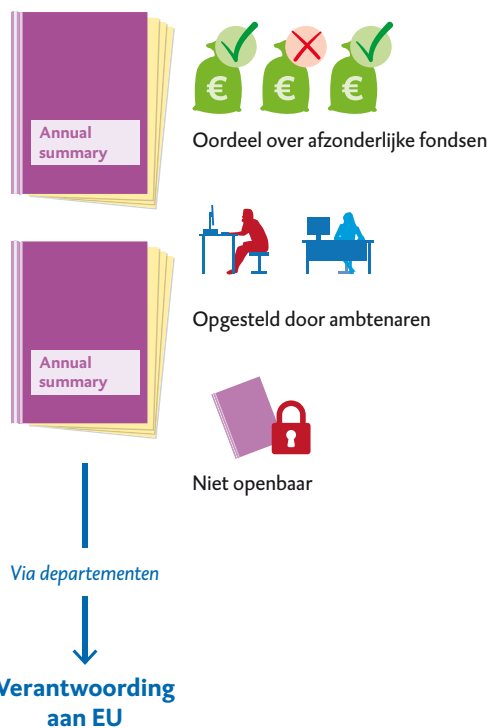 Annual
summary
€ € €
Oordeel over afzonderlijke fondsen
Opgesteld door ambtenaren
Annual
summary
Niet openbaar
Via departementen
Verantwoording
aan EU